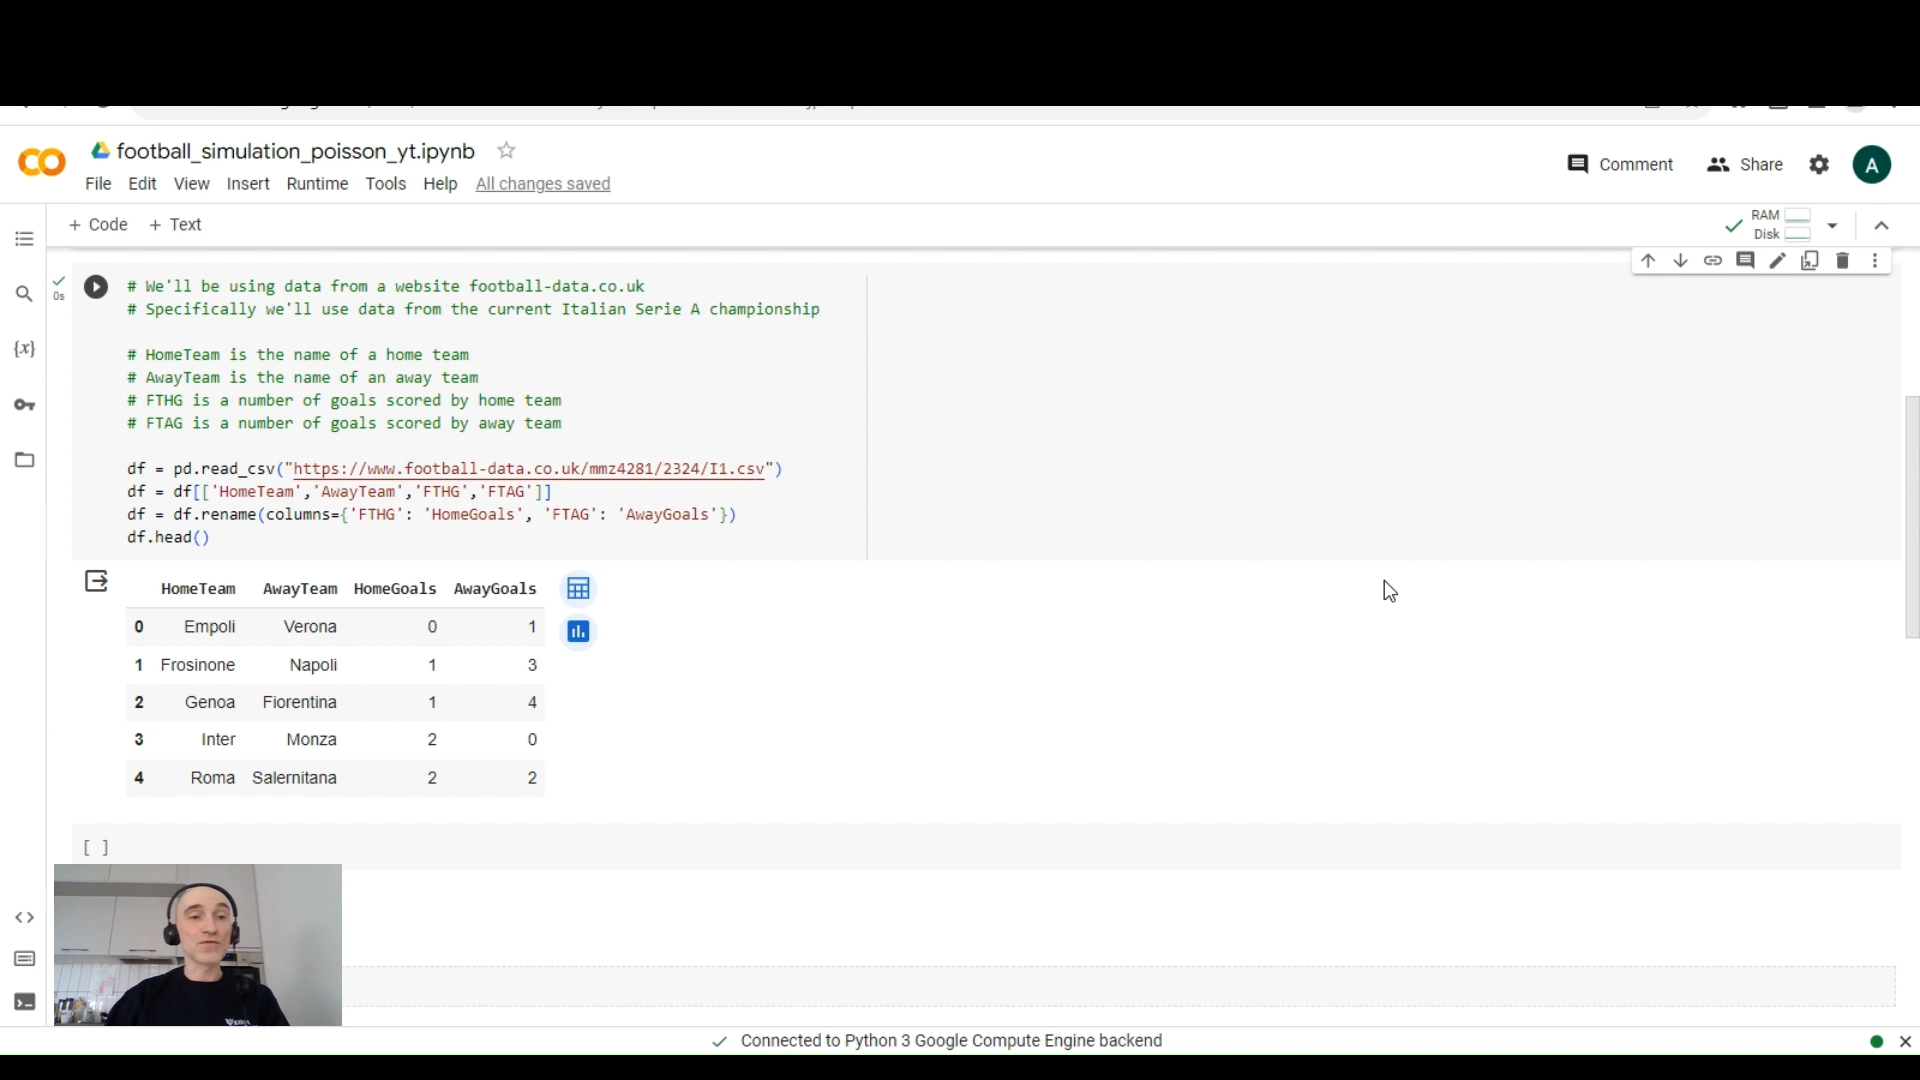 football_simulation_poisson_yt.ipynb
Comment
Share
A
File Edit View Insert Runtime Tools Help All changes saved
+ Code + Text
RAM
Disk
0s
{x}
# We'll be using data from a website football-data.co.uk
# Specifically we'll use data from the current Italian Serie A championship
# HomeTeam is the name of a home team
# AwayTeam is the name of an away team
# FTHG is a number of goals scored by home team
# FTAG is a number of goals scored by away team
df = pd.read_csv("https://www.football-data.co.uk/mmz4281/2324/I1.csv")
df = df[['HomeTeam','AwayTeam','FTHG','FTAG']]
df = df.rename(columns={'FTHG': 'HomeGoals', 'FTAG': 'AwayGoals'})
df.head()
HomeTeam AwayTeam HomeGoals AwayGoals
0 Empoli Verona 0 1
1 Frosinone Napoli 1 3
2 Genoa Fiorentina 1 4
3 Inter Monza 2 0
4 Roma Salernitana 2 2
[ ]
Connected to Python 3 Google Compute Engine backend